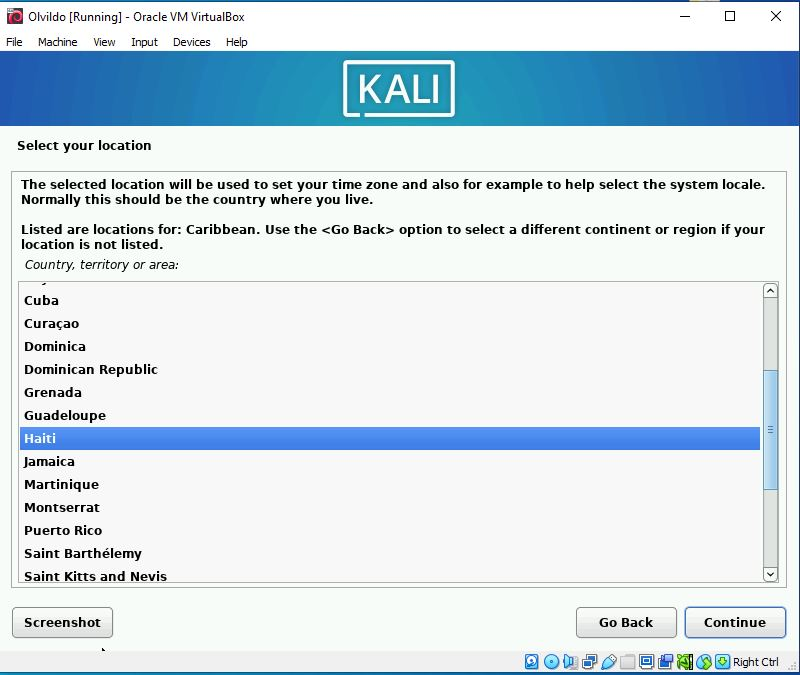 Olvildo [Running] - Oracle VM VirtualBox
File Machine View Input Devices Help
KALI
Select your location
The selected location will be used to set your time zone and also for example to help select the system locale.
Normally this should be the country where you live.
Listed are locations for: Caribbean. Use the <Go Back> option to select a different continent or region if your
location is not listed.
Country, territory or area:
Cuba
Curaçao
Dominica
Dominican Republic
Grenada
Guadeloupe
Haiti
Jamaica
Martinique
Montserrat
Puerto Rico
Saint Barthélemy
Saint Kitts and Nevis
Screenshot Go Back Continue
Right Ctrl